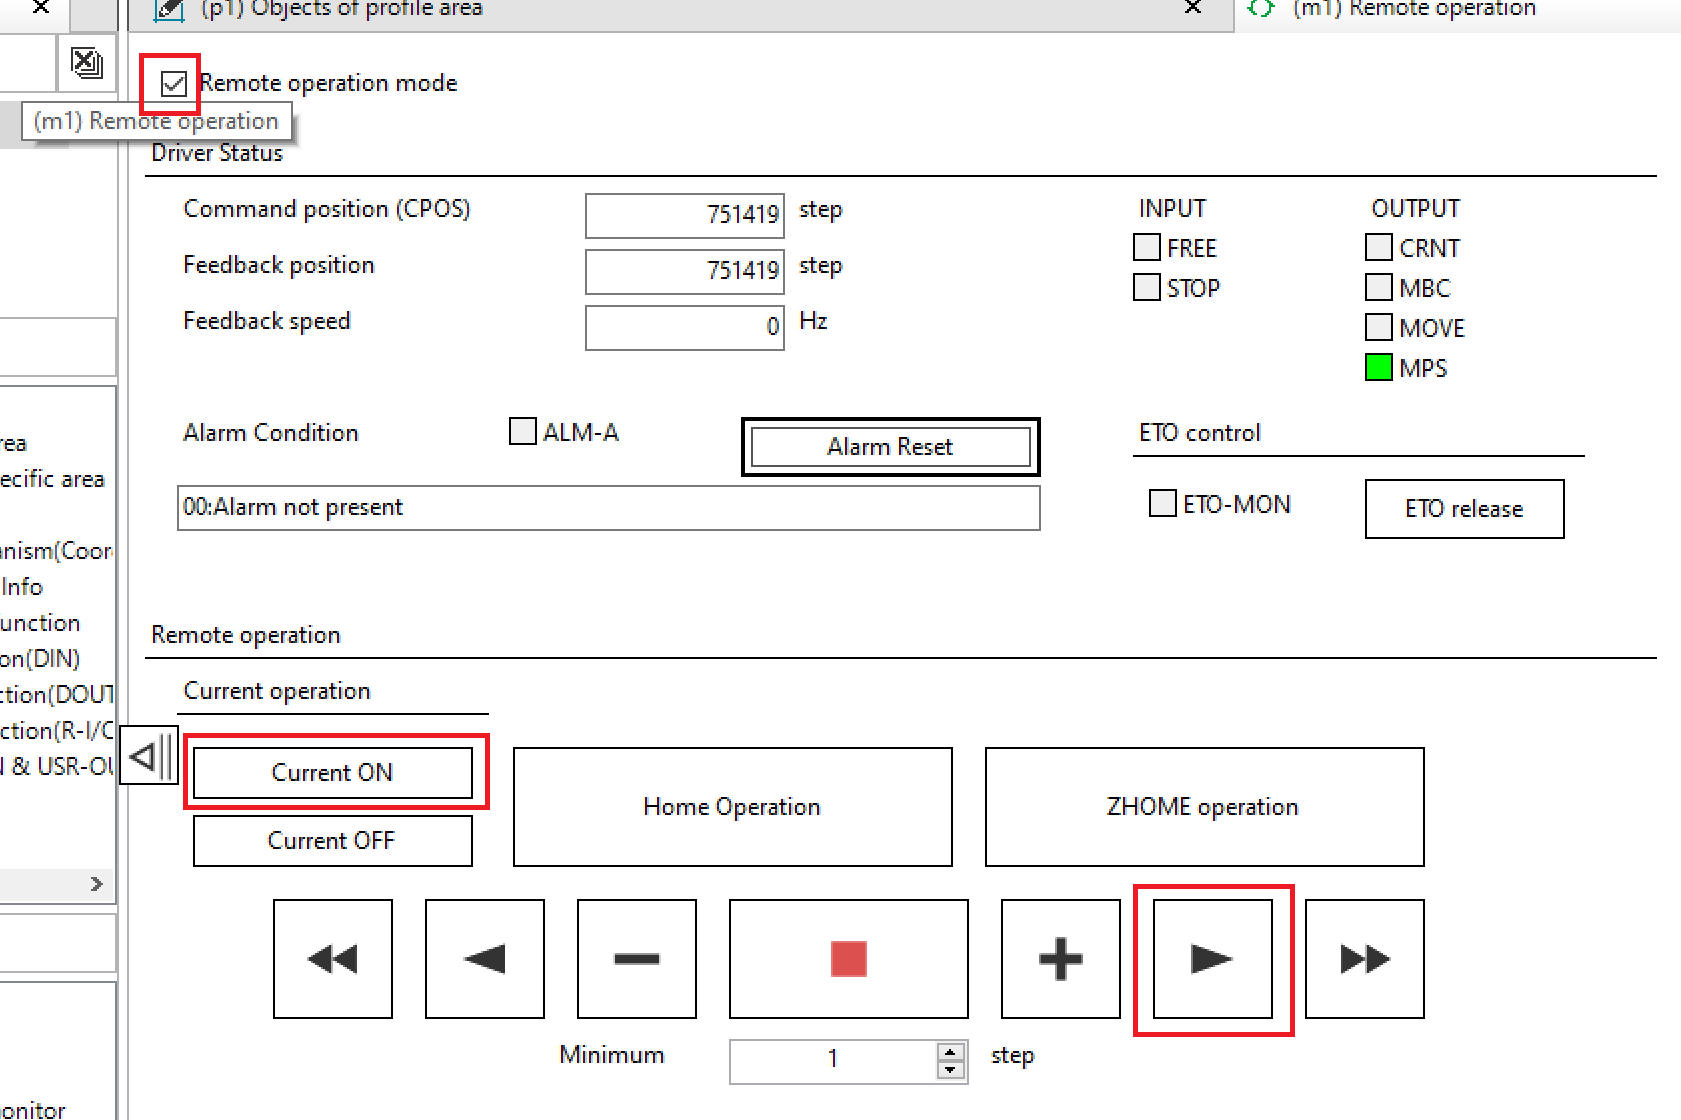 (p1) Objects of profile area
(m1) Remote operation
Remote operation mode
(m1) Remote operation
Driver Status
Command position (CPOS) 751419 step
Feedback position 751419 step
Feedback speed 0 Hz
INPUT
FREE
STOP
OUTPUT
CRNT
MBC
MOVE
MPS
Alarm Condition ALM-A Alarm Reset
00:Alarm not present
ETO control
ETO-MON ETO release
rea
ecific area
anism(Coor
Info
unction
on(DIN)
ction(DOUT
ction(R-I/O
& USR-OU
onitor
Remote operation
Current operation
Current ON
Current OFF
Home Operation
ZHOME operation
Minimum 1 step